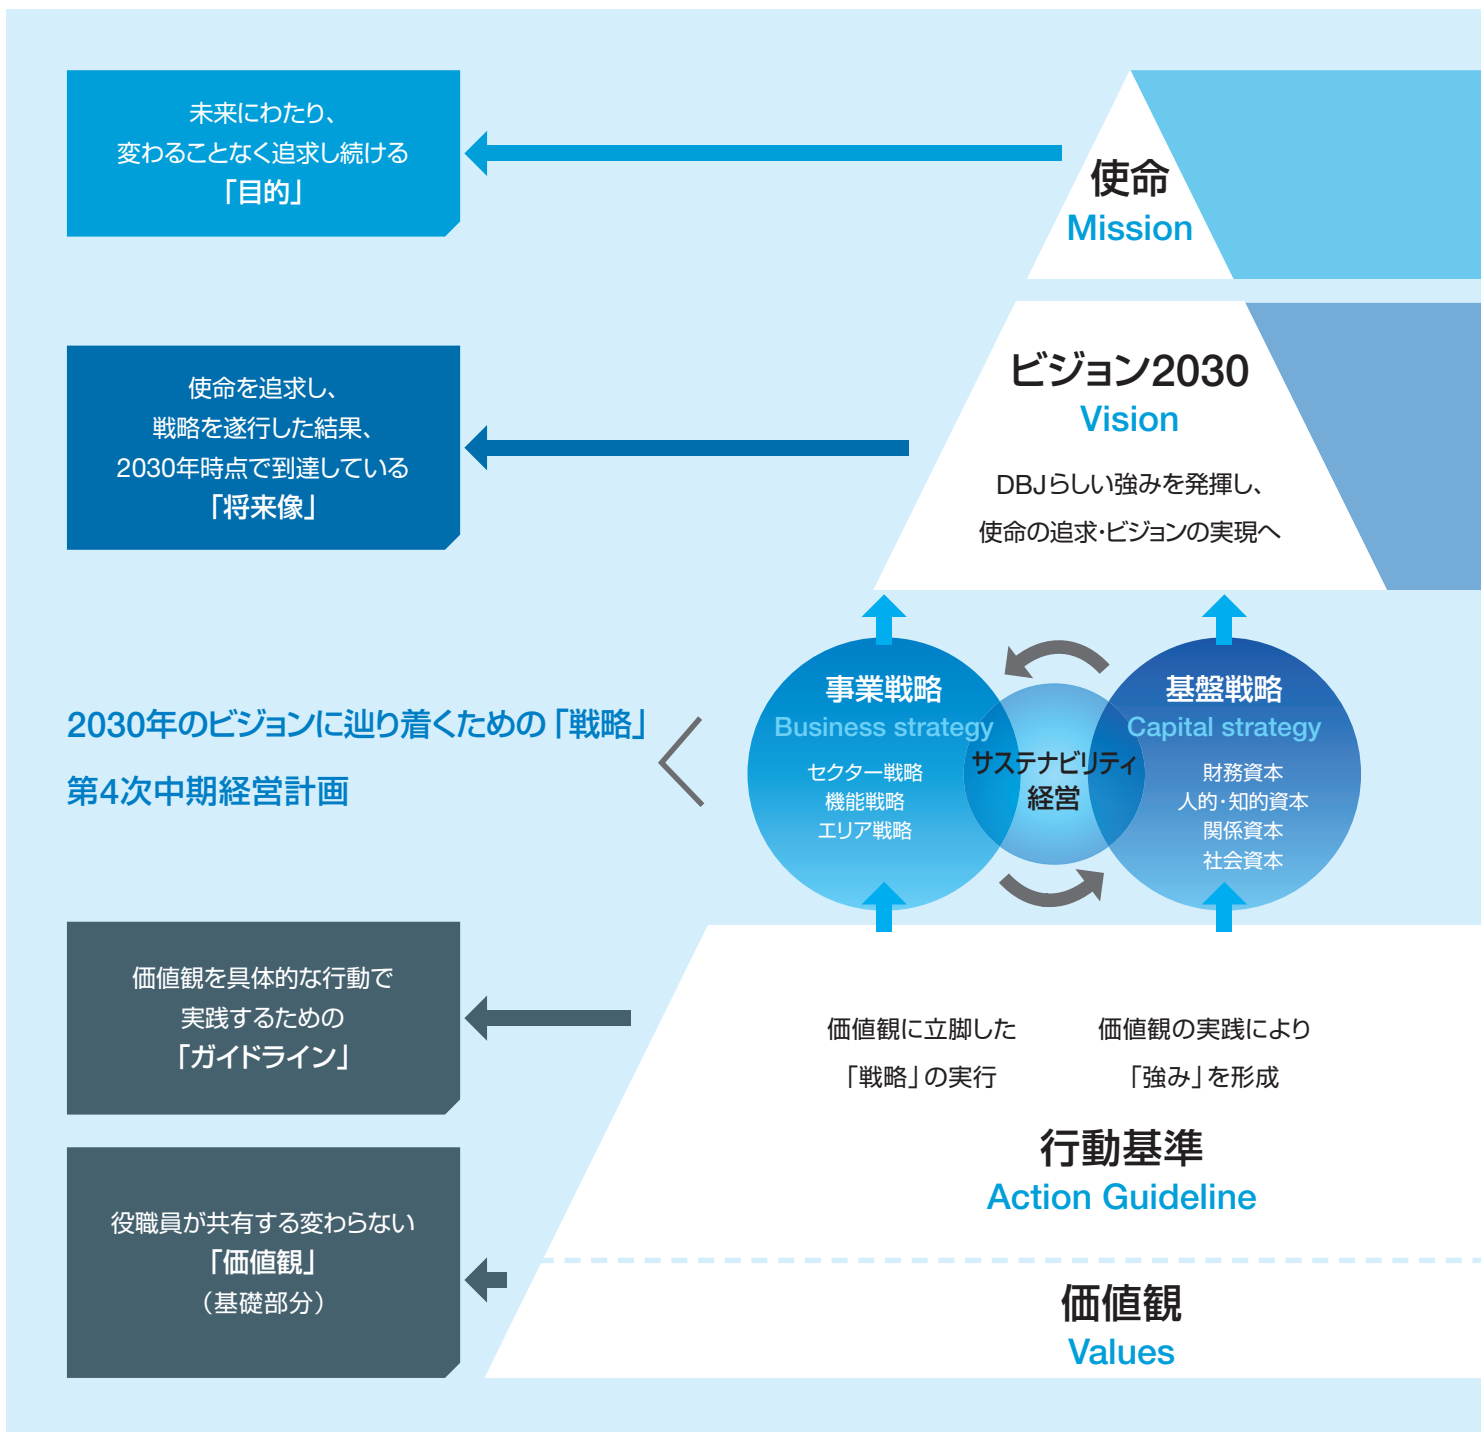 未来にわたり、
変わることなく追求し続ける
「目的」
使命
Mission
使命を追求し、
戦略を遂行した結果、
2030年時点で到達している
「将来像」
ビジョン2030
Vision
DBJらしい強みを発揮し、
使命の追求・ビジョンの実現へ
2030年のビジョンに辿り着くための「戦略」
第4次中期経営計画
事業戦略
Business strategy
セクター戦略
機能戦略
エリア戦略
サステナビリティ
経営
基盤戦略
Capital strategy
財務資本
人的・知的資本
関係資本
社会資本
価値観を具体的な行動で
実践するための
「ガイドライン」
価値観に立脚した
「戦略」の実行
価値観の実践により
「強み」を形成
行動基準
Action Guideline
役職員が共有する変わらない
「価値観」
（基礎部分）
価値観
Values